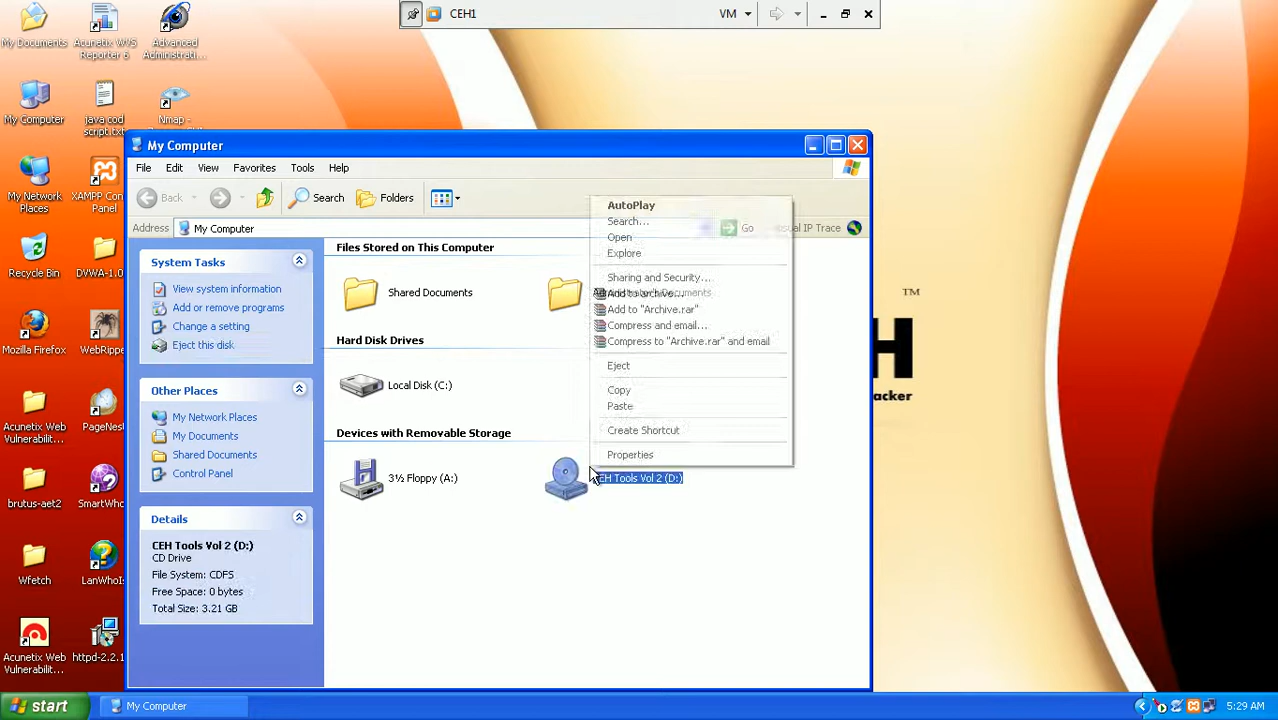 CEH1
VM
My Documents
Acunetix WVS Reporter 6
Advanced Administrati...
My Computer
java cod script.txt
Nmap -
My Network Places
XAMPP Con Panel
Recycle Bin
DVWA-1.0
Mozilla Firefox
WebRippe
Acunetix Web Vulnerabilit...
PageNes
brutus-aet2
SmartWho
Wfetch
LanWhoIs
Acunetix Web Vulnerabilit...
httpd-2.2.1
My Computer
File Edit View Favorites Tools Help
Back Search Folders
Address My Computer Go sual IP Trace
System Tasks
View system information
Add or remove programs
Change a setting
Eject this disk
Other Places
My Network Places
My Documents
Shared Documents
Control Panel
Details
CEH Tools Vol 2 (D:)
CD Drive
File System: CDFS
Free Space: 0 bytes
Total Size: 3.21 GB
Files Stored on This Computer
Shared Documents
Hard Disk Drives
Local Disk (C:)
Devices with Removable Storage
3½ Floppy (A:)
EH Tools Vol 2 (D:)
AutoPlay
Search...
Open
Explore
Sharing and Security...
Add to archive...
Add to "Archive.rar"
Compress and email...
Compress to "Archive.rar" and email
Eject
Copy
Paste
Create Shortcut
Properties
TM
H
acker
start
My Computer
5:29 AM